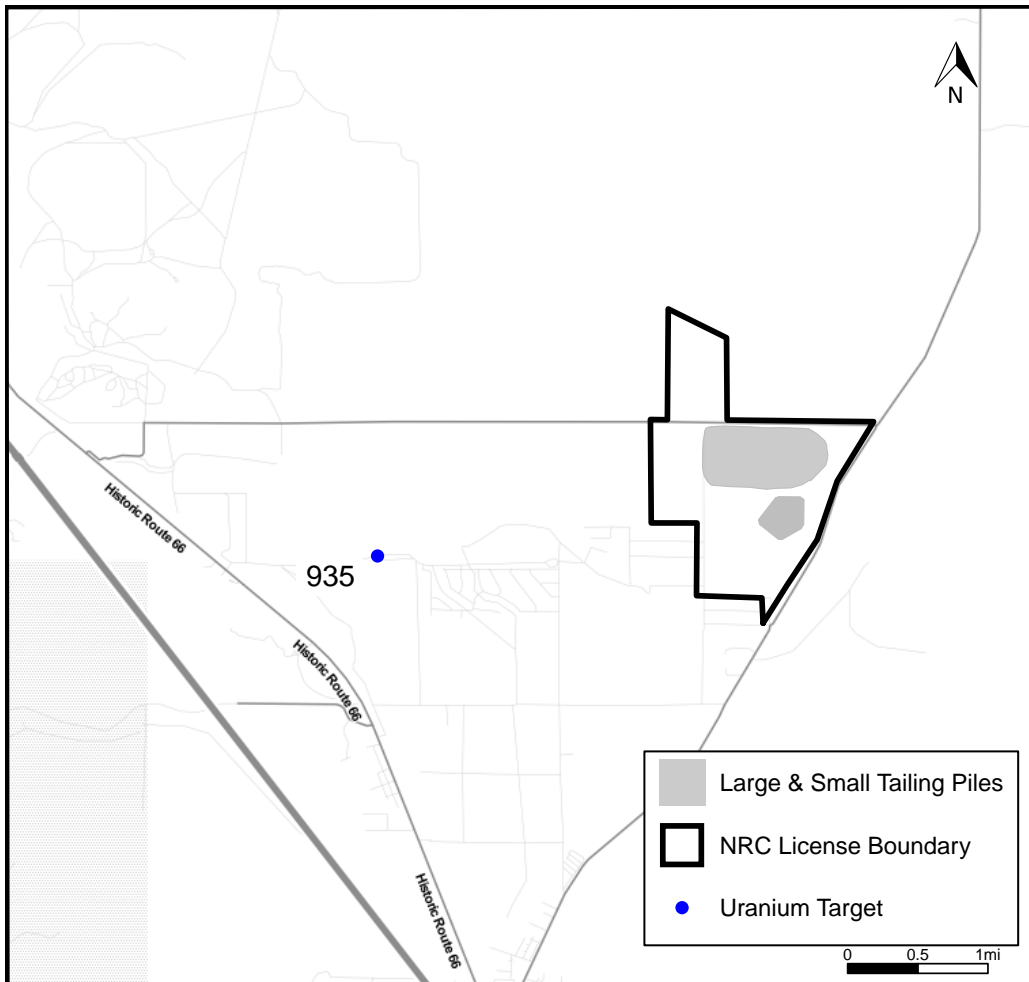 N
Historic Route 66
935
Historic Route 66
Large & Small Tailing Piles
NRC License Boundary
Historic Route 66
Uranium Target
0 0.5 1mi